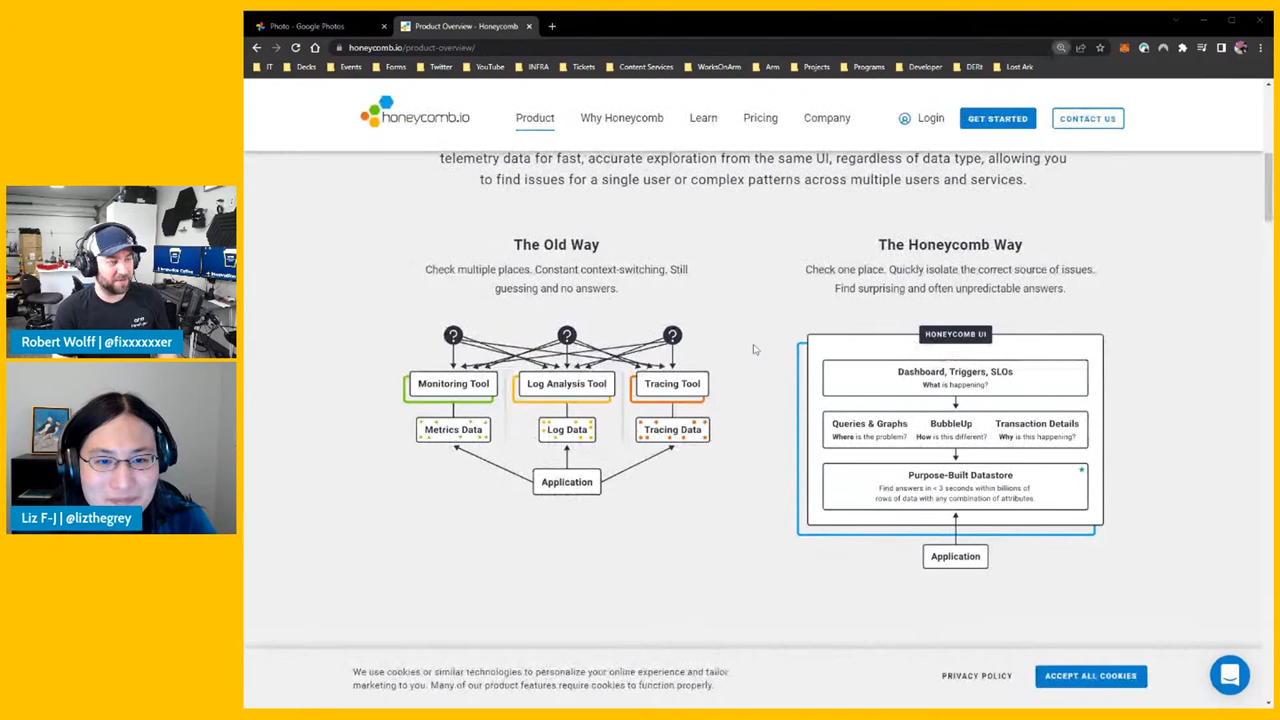 Photo - Google Photos
Product Overview - Honeycomb
honeycomb.io/product-overview/
IT
Decks
Events
Forms
Twitter
YouTube
INFRA
Tickets
Content Services
WorksOnArm
Arm
Projects
Programs
Developer
DERt
Lost Ark
honeycomb.io
Product
Why Honeycomb
Learn
Pricing
Company
Login
GET STARTED
CONTACT US
telemetry data for fast, accurate exploration from the same UI, regardless of data type, allowing you
to find issues for a single user or complex patterns across multiple users and services.
The Old Way
Check multiple places. Constant context-switching. Still
guessing and no answers.
? ? ?
Monitoring Tool
Log Analysis Tool
Tracing Tool
Metrics Data
Log Data
Tracing Data
Application
The Honeycomb Way
Check one place. Quickly isolate the correct source of issues.
Find surprising and often unpredictable answers.
HONEYCOMB UI
Dashboard, Triggers, SLOs
What is happening?
Queries & Graphs
Where is the problem?
BubbleUp
How is this different?
Transaction Details
Why is this happening?
Purpose-Built Datastore
Find answers in < 3 seconds within billions of
rows of data with any combination of attributes.
Application
Robert Wolff | @fixxxxxxer
Liz F-J | @lizthegrey
We use cookies or similar technologies to personalize your online experience and tailor
marketing to you. Many of our product features require cookies to function properly.
PRIVACY POLICY
ACCEPT ALL COOKIES